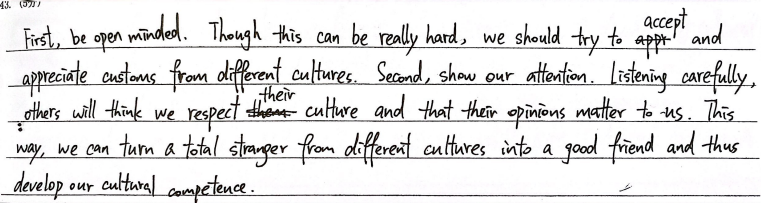 43. (5分)
First, be open minded. Though this can be really hard, we should try to accept and
appreciate customs from different cultures. Second, show our attention. Listening carefully,
others will think we respect their culture and that their opinions matter to us. This
way, we can turn a total stranger from different cultures into a good friend and thus
develop our cultural competence.